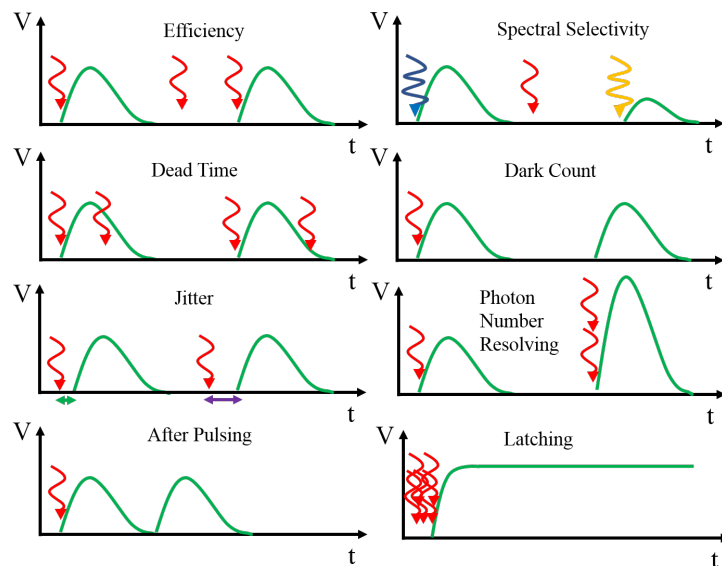 V
Efficiency
t
V
Spectral Selectivity
t
V
Dead Time
t
V
Dark Count
t
V
Jitter
t
V
Photon
Number
Resolving
t
V
After Pulsing
t
V
Latching
t